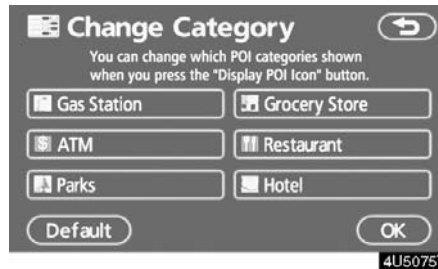 Change Category
You can change which POI categories shown
when you press the "Display POI Icon" button.
Gas Station
Grocery Store
ATM
Restaurant
Parks
Hotel
Default
OK
4U5075